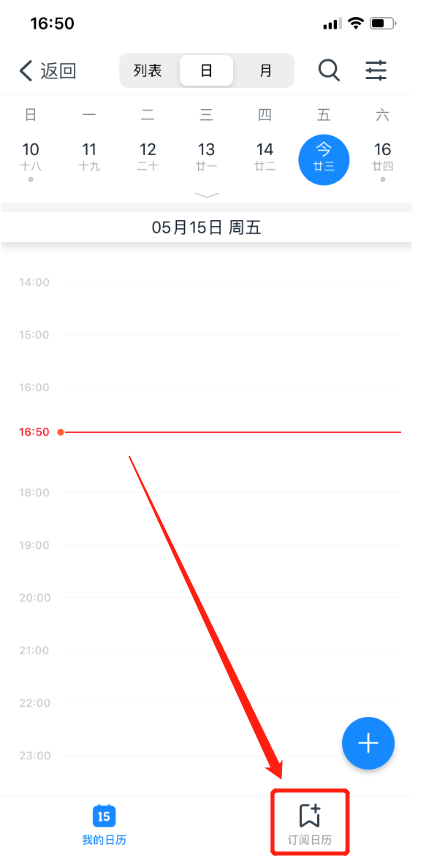 16:50
返回 列表 日 月
日 一 二 三 四 五 六
10 11 12 13 14 今 16
十八 十九 二十 廿一 廿二 廿三 廿四
05月15日 周五
14:00
15:00
16:00
16:50
18:00
19:00
20:00
21:00
22:00
23:00
15
我的日历 订阅日历